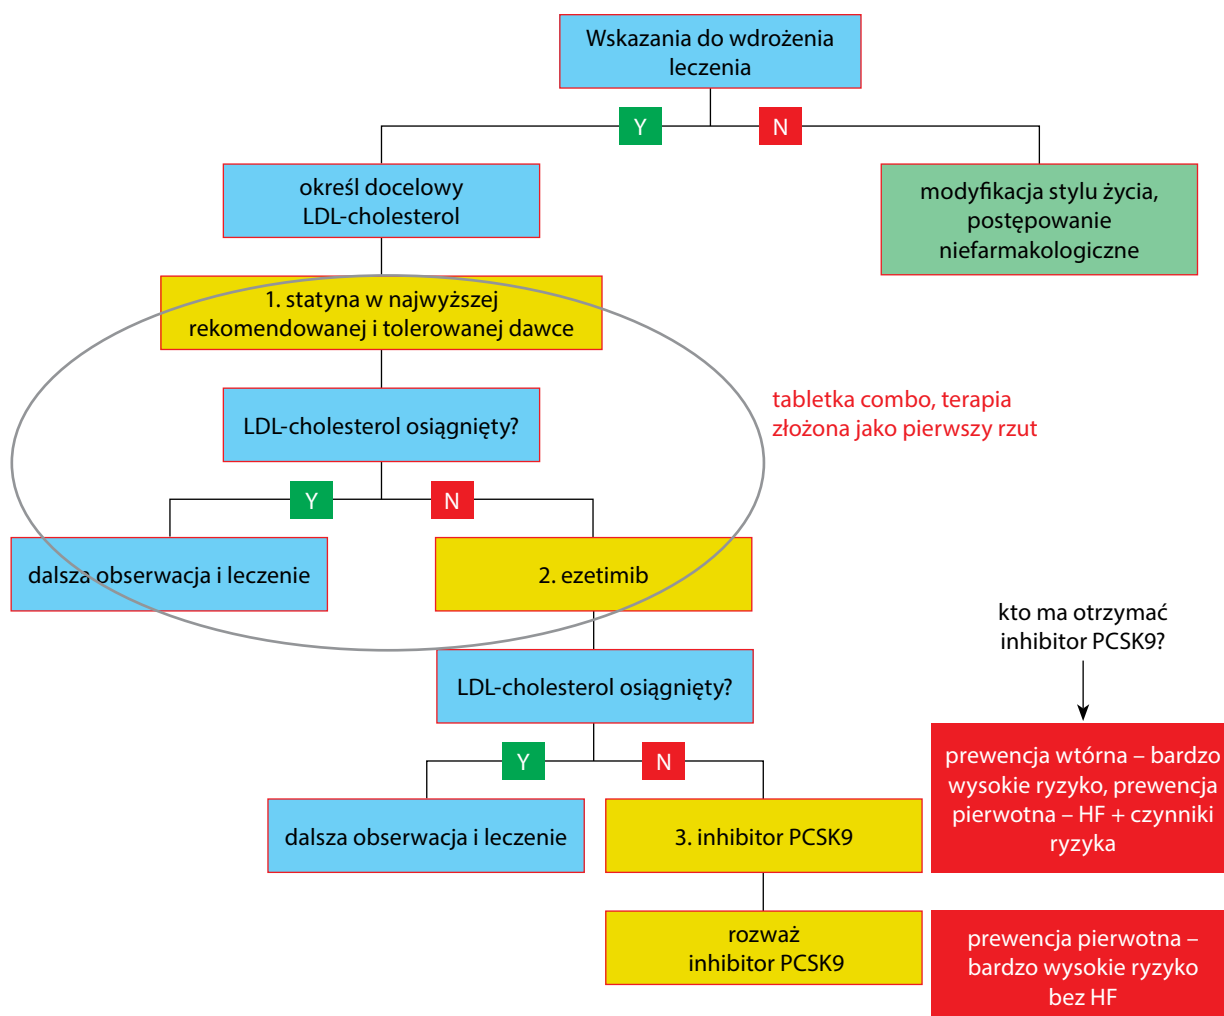 Wskazania do wdrożenia
leczenia
Y
N
określ docelowy
LDL-cholesterol
modyfikacja stylu życia,
postępowanie
niefarmakologiczne
1. statyna w najwyższej
rekomendowanej i tolerowanej dawce
LDL-cholesterol osiągnięty?
tabletka combo, terapia
złożona jako pierwszy rzut
Y
N
dalsza obserwacja i leczenie
2. ezetimib
kto ma otrzymać
inhibitor PCSK9?
LDL-cholesterol osiągnięty?
Y
N
dalsza obserwacja i leczenie
3. inhibitor PCSK9
prewencja wtórna – bardzo
wysokie ryzyko, prewencja
pierwotna – HF + czynniki
ryzyka
rozważ
inhibitor PCSK9
prewencja pierwotna –
bardzo wysokie ryzyko
bez HF